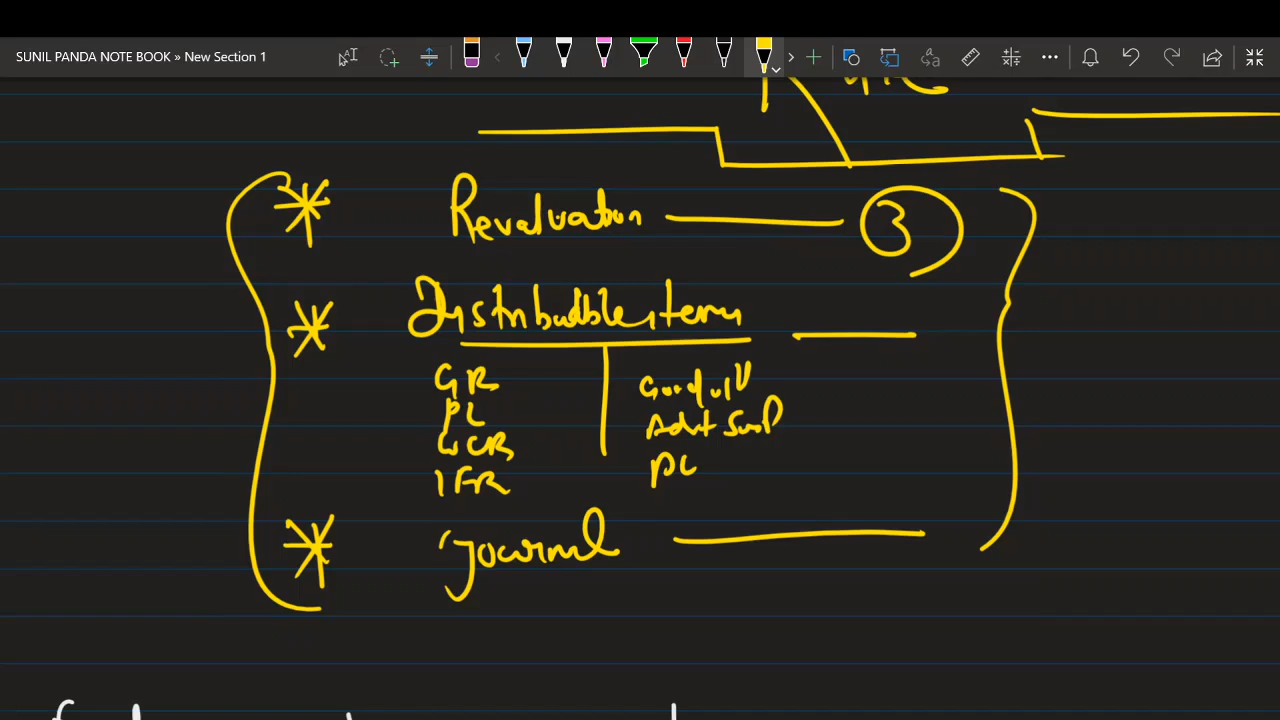 SUNIL PANDA NOTE BOOK » New Section 1
* Revaluation 3
* Distributable items
GR Goodwill
PL Advt Susp
WCR PL
IFR
* Journal